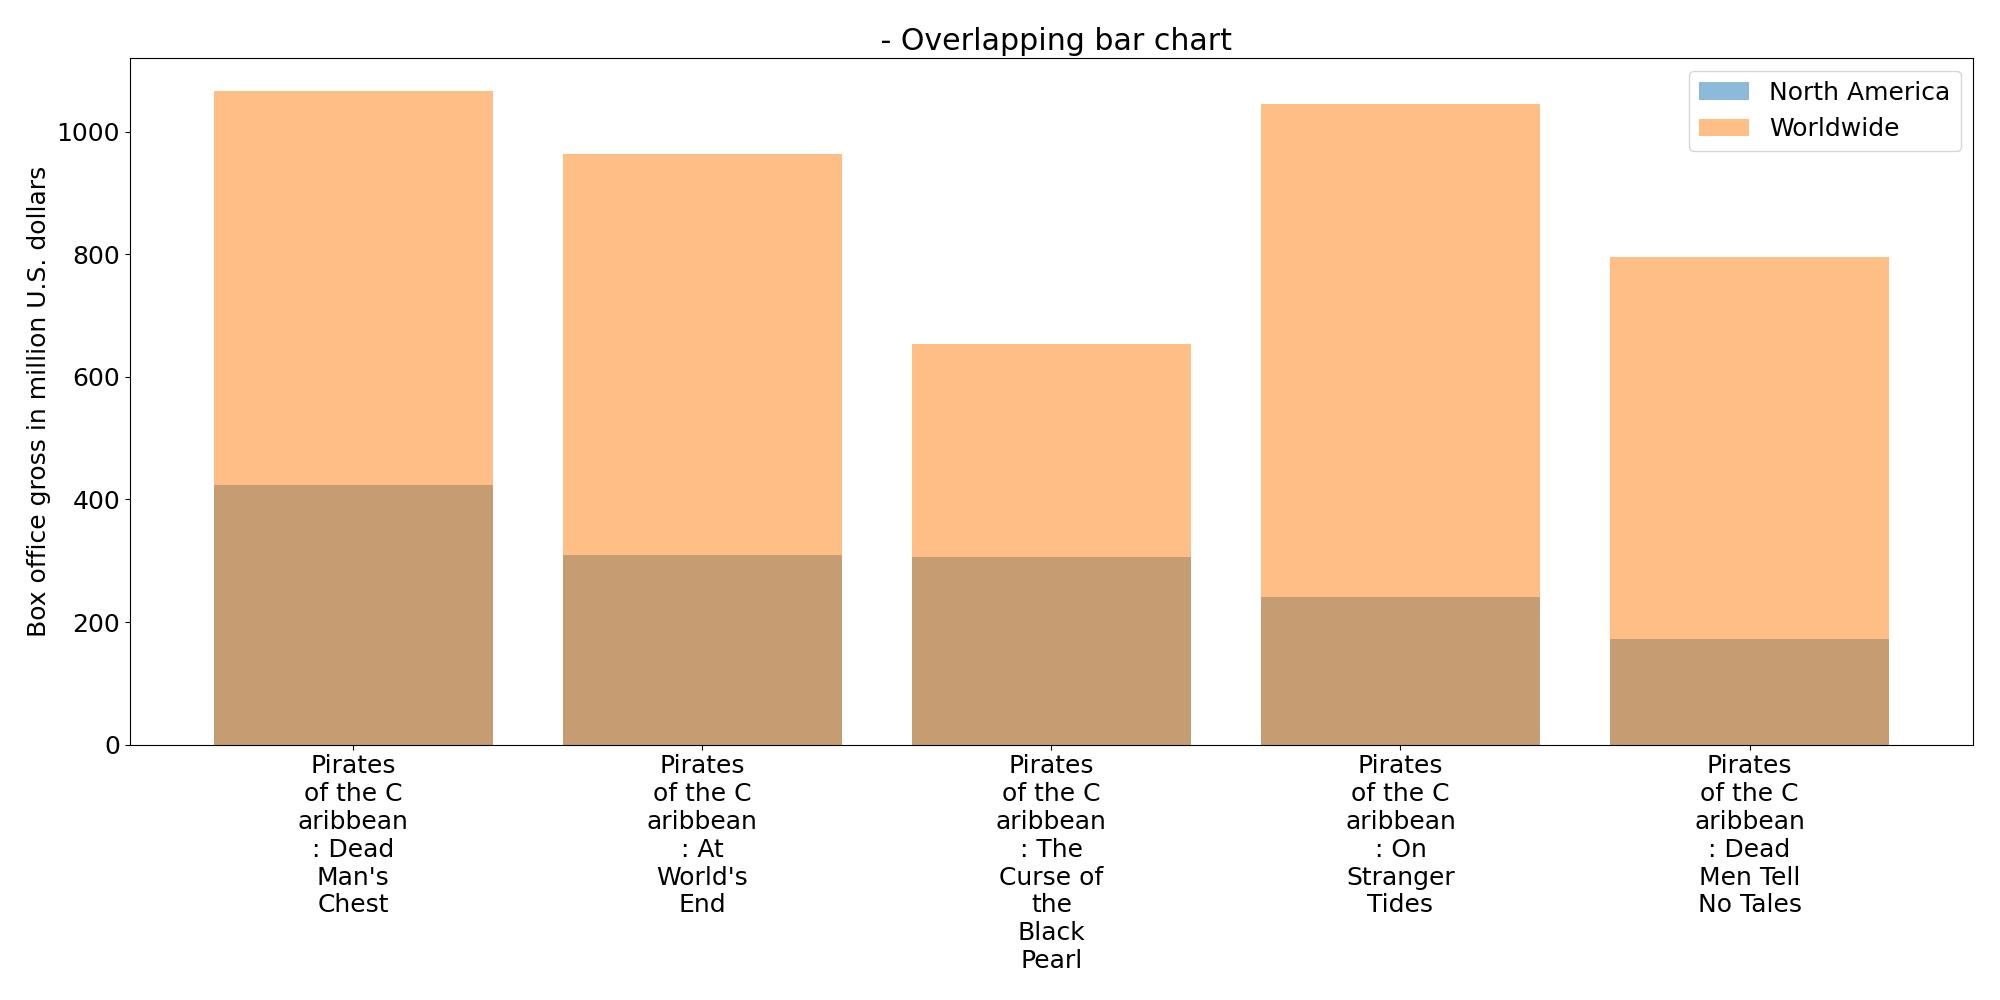 - Overlapping bar chart
North America
Worldwide
Box office gross in million U.S. dollars
1000
800
600
400
200
0
Pirates
of the C
aribbean
: Dead
Man's
Chest
Pirates
of the C
aribbean
: At
World's
End
Pirates
of the C
aribbean
: The
Curse of
the
Black
Pearl
Pirates
of the C
aribbean
: On
Stranger
Tides
Pirates
of the C
aribbean
: Dead
Men Tell
No Tales